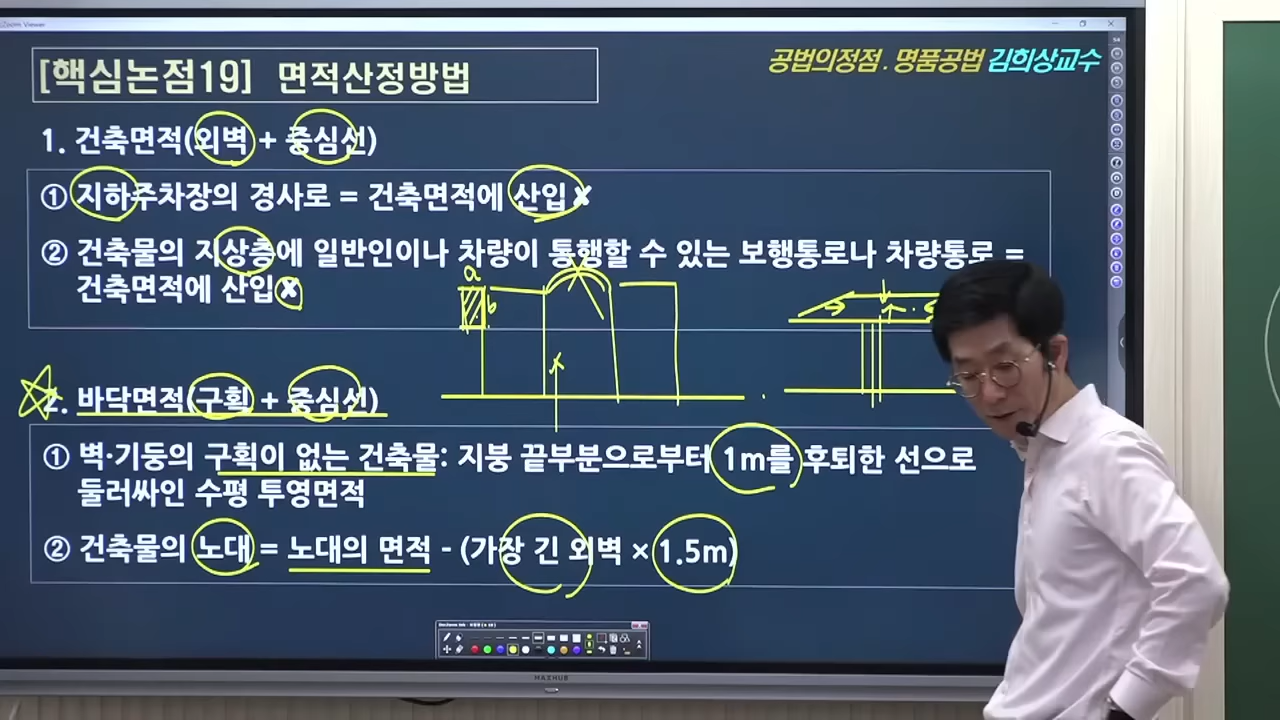 Zoom Viewer
[핵심논점19] 면적산정방법
공법의정점. 명품공법 김희상교수
1. 건축면적(외벽 + 중심선)
① 지하주차장의 경사로 = 건축면적에 산입×
② 건축물의 지상층에 일반인이나 차량이 통행할 수 있는 보행통로나 차량통로 =
건축면적에 산입×
a
b
2. 바닥면적(구획 + 중심선)
① 벽·기둥의 구획이 없는 건축물: 지붕 끝부분으로부터 1m를 후퇴한 선으로
둘러싸인 수평 투영면적
② 건축물의 노대 = 노대의 면적 - (가장 긴 외벽 × 1.5m)
MAXHUB